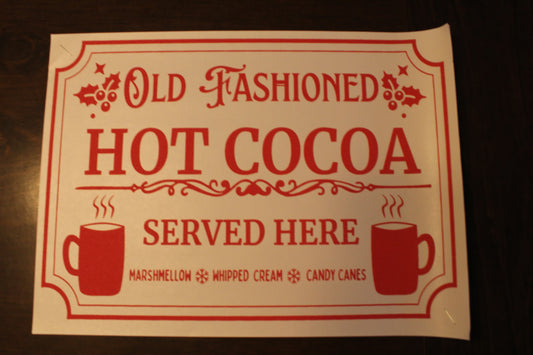 OLD FASHIONED
HOT COCOA
SERVED HERE
MARSHMELLOW ❄ WHIPPED CREAM ❄ CANDY CANES